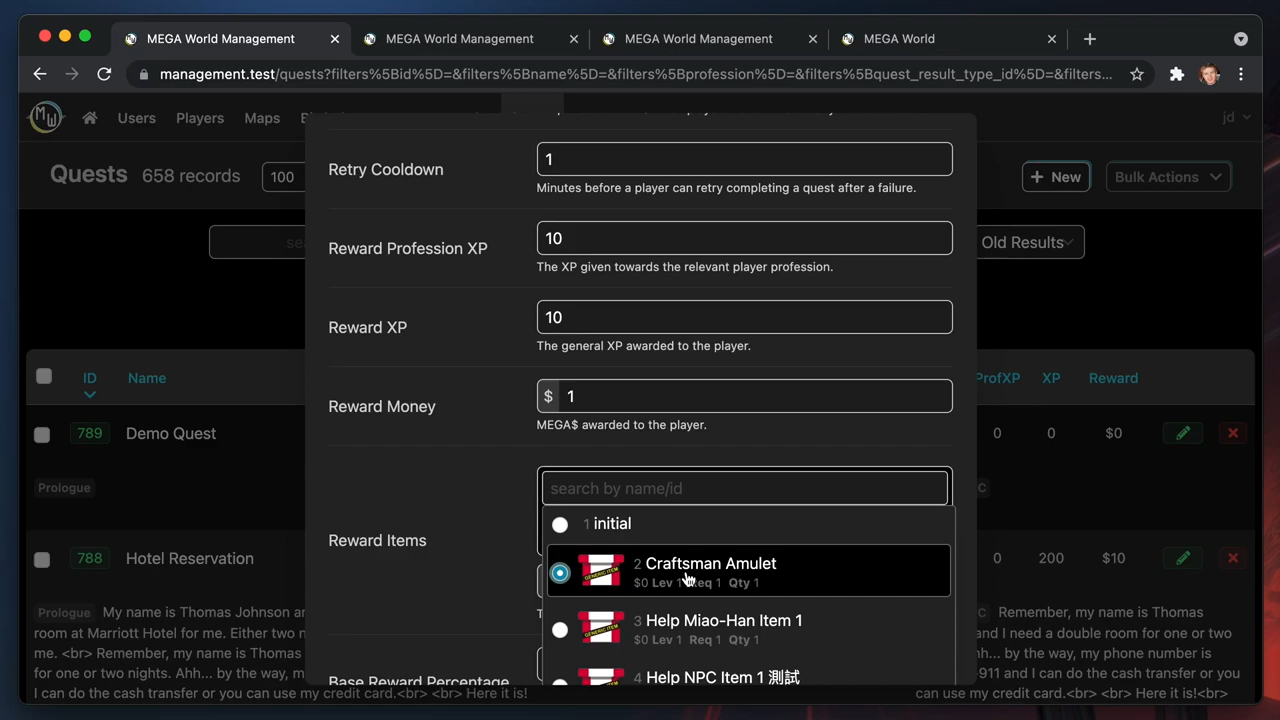 MEGA World Management
MEGA World Management
MEGA World Management
MEGA World
management.test/quests?filters%5Bid%5D=&filters%5Bname%5D=&filters%5Bprofession%5D=&filters%5Bquest_result_type_id%5D=&filters...
MW
Users
Players
Maps
jd
Quests
658 records
100
New
Bulk Actions
Old Results
Retry Cooldown
1
Minutes before a player can retry completing a quest after a failure.
Reward Profession XP
10
The XP given towards the relevant player profession.
Reward XP
10
The general XP awarded to the player.
Reward Money
$ 1
MEGA$ awarded to the player.
Reward Items
search by name/id
1 initial
GENERIC ITEM
2 Craftsman Amulet
$0 Lev 1 Req 1 Qty 1
GENERIC ITEM
3 Help Miao-Han Item 1
$0 Lev 1 Req 1 Qty 1
4 Help NPC Item 1 測試
Base Reward Percentage
ID
Name
ProfXP
XP
Reward
789
Demo Quest
0
0
$0
Prologue
788
Hotel Reservation
0
200
$10
Prologue
My name is Thomas Johnson
room at Marriott Hotel for me. Either two
me. <br> Remember, my name is Thomas
for one or two nights. Ahh... by the way, m
I can do the cash transfer or you can use my credit card.<br> <br> Here it is!
Remember, my name is Thomas
and I need a double room for one or two
by the way, my phone number is
-911 and I can do the cash transfer or you
can use my credit card.<br> <br> Here it is!<br>